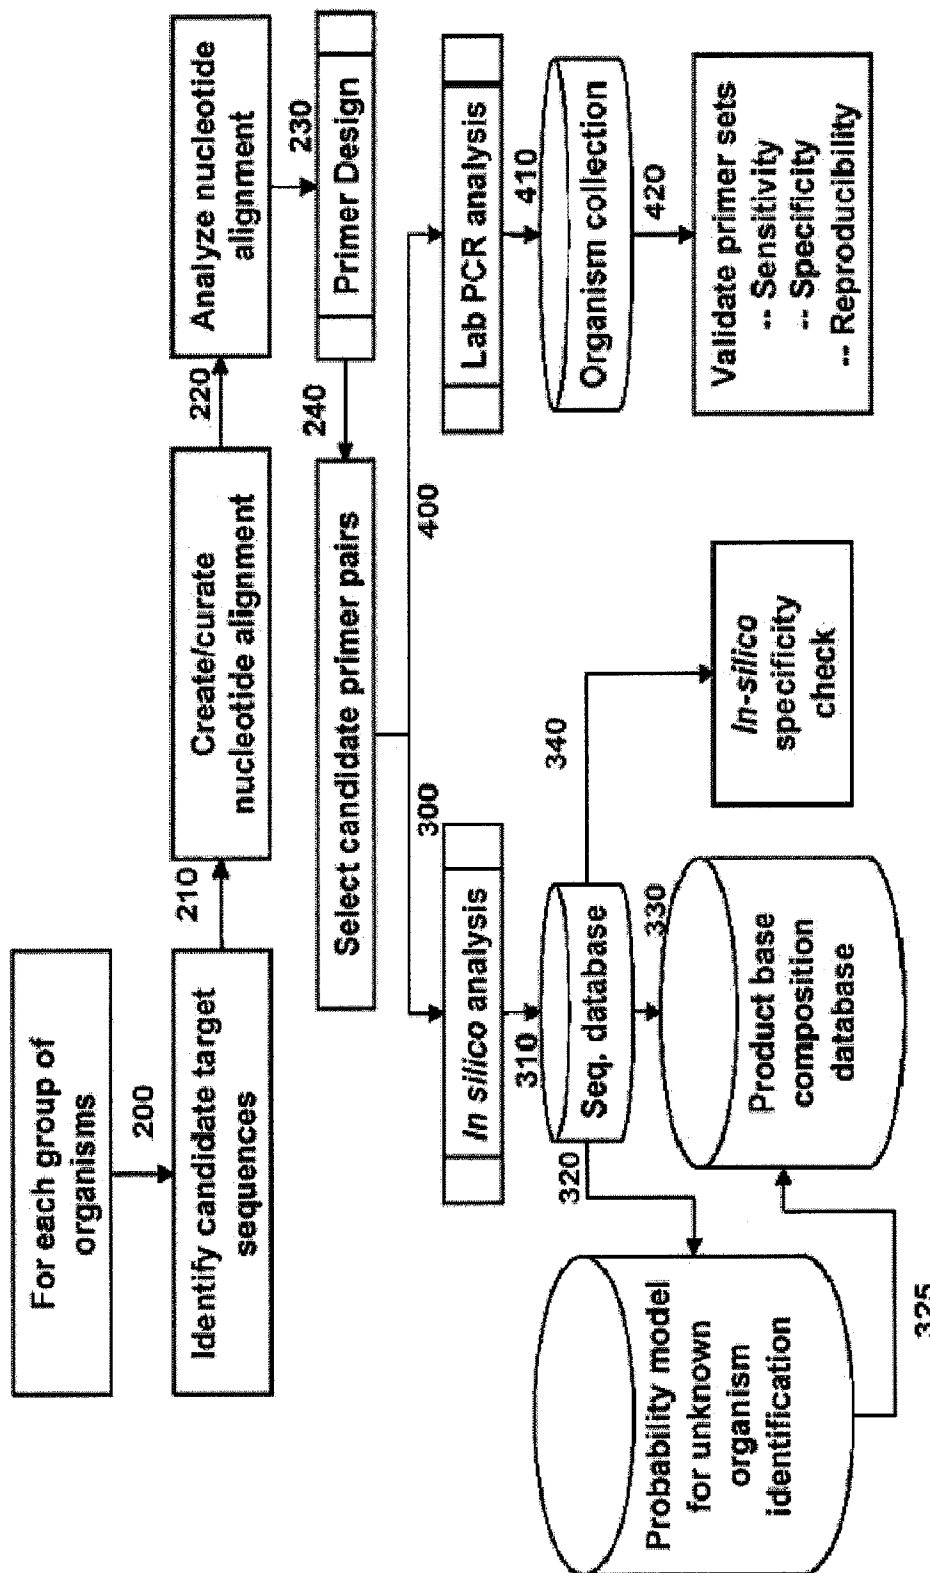 For each group of
organisms
200
Identify candidate target
sequences
210
Create/curate
nucleotide alignment
220
Analyze nucleotide
alignment
230
Primer Design
240
Select candidate primer pairs
300
400
In silico analysis
310
Seq. database
320
Probability model
for unknown
organism
identification
325
330
Product base
composition
database
340
In-silico
specificity
check
Lab PCR analysis
410
Organism collection
420
Validate primer sets
-- Sensitivity
-- Specificity
-- Reproducibility